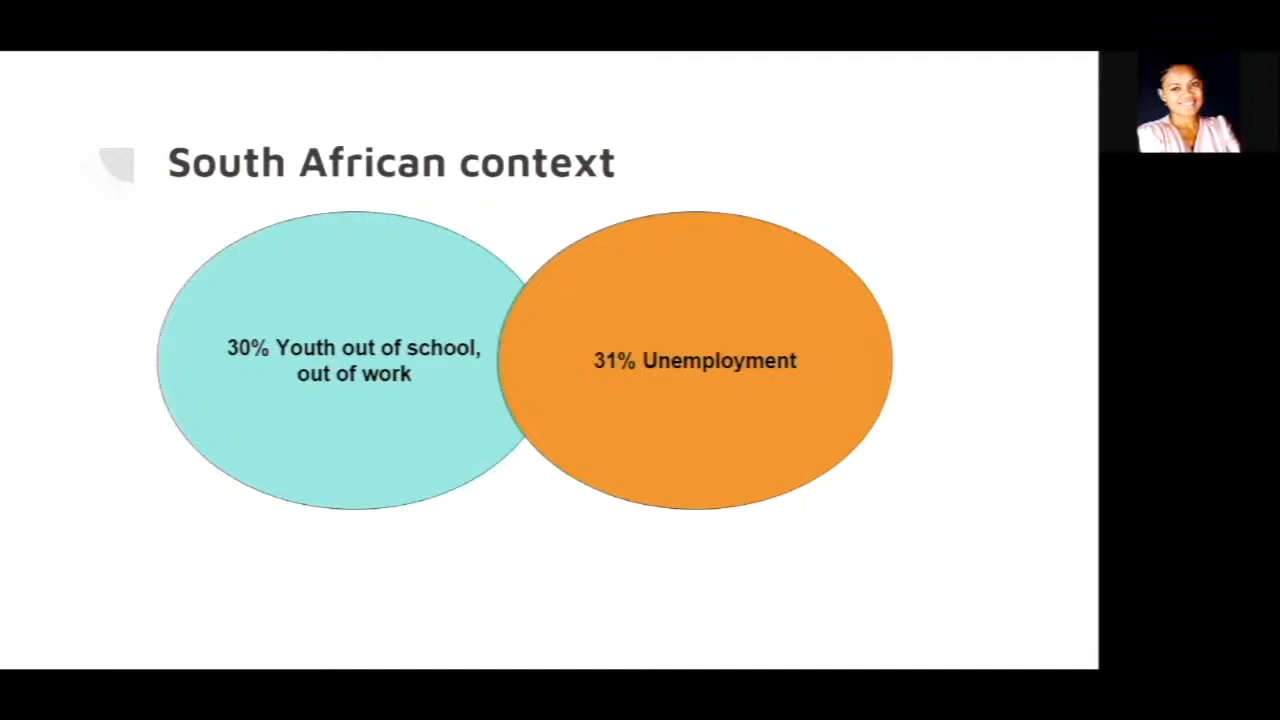 South African context
30% Youth out of school,
out of work
31% Unemployment